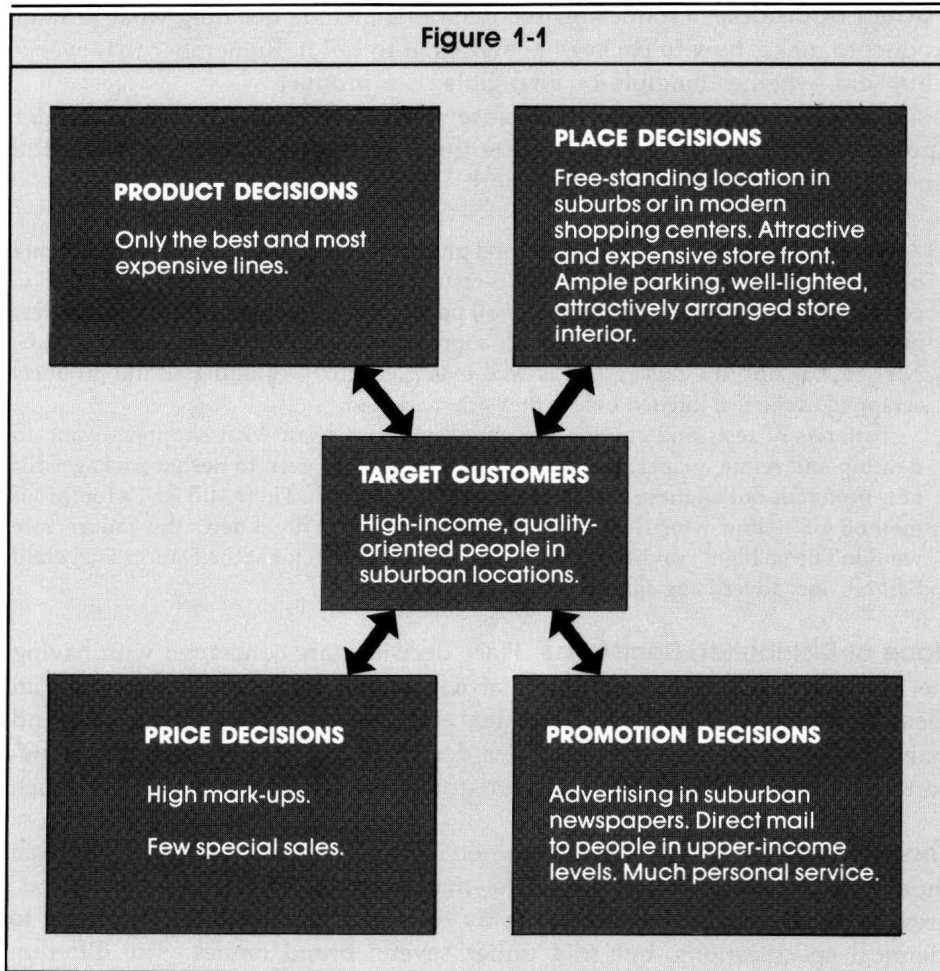 Figure 1-1
PRODUCT DECISIONS
Only the best and most
expensive lines.
PLACE DECISIONS
Free-standing location in
suburbs or in modern
shopping centers. Attractive
and expensive store front.
Ample parking, well-lighted,
attractively arranged store
interior.
TARGET CUSTOMERS
High-income, quality-
oriented people in
suburban locations.
PRICE DECISIONS
High mark-ups.
Few special sales.
PROMOTION DECISIONS
Advertising in suburban
newspapers. Direct mail
to people in upper-income
levels. Much personal service.